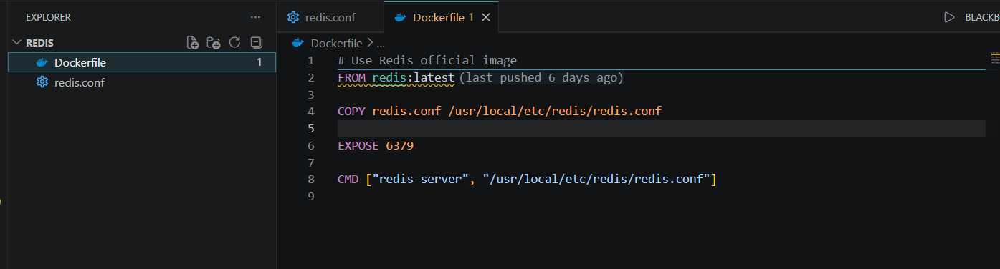 EXPLORER
REDIS
Dockerfile 1
redis.conf
redis.conf Dockerfile 1
BLACKB
Dockerfile > ...
1 # Use Redis official image
2 FROM redis:latest (last pushed 6 days ago)
3
4 COPY redis.conf /usr/local/etc/redis/redis.conf
5
6 EXPOSE 6379
7
8 CMD ["redis-server", "/usr/local/etc/redis/redis.conf"]
9